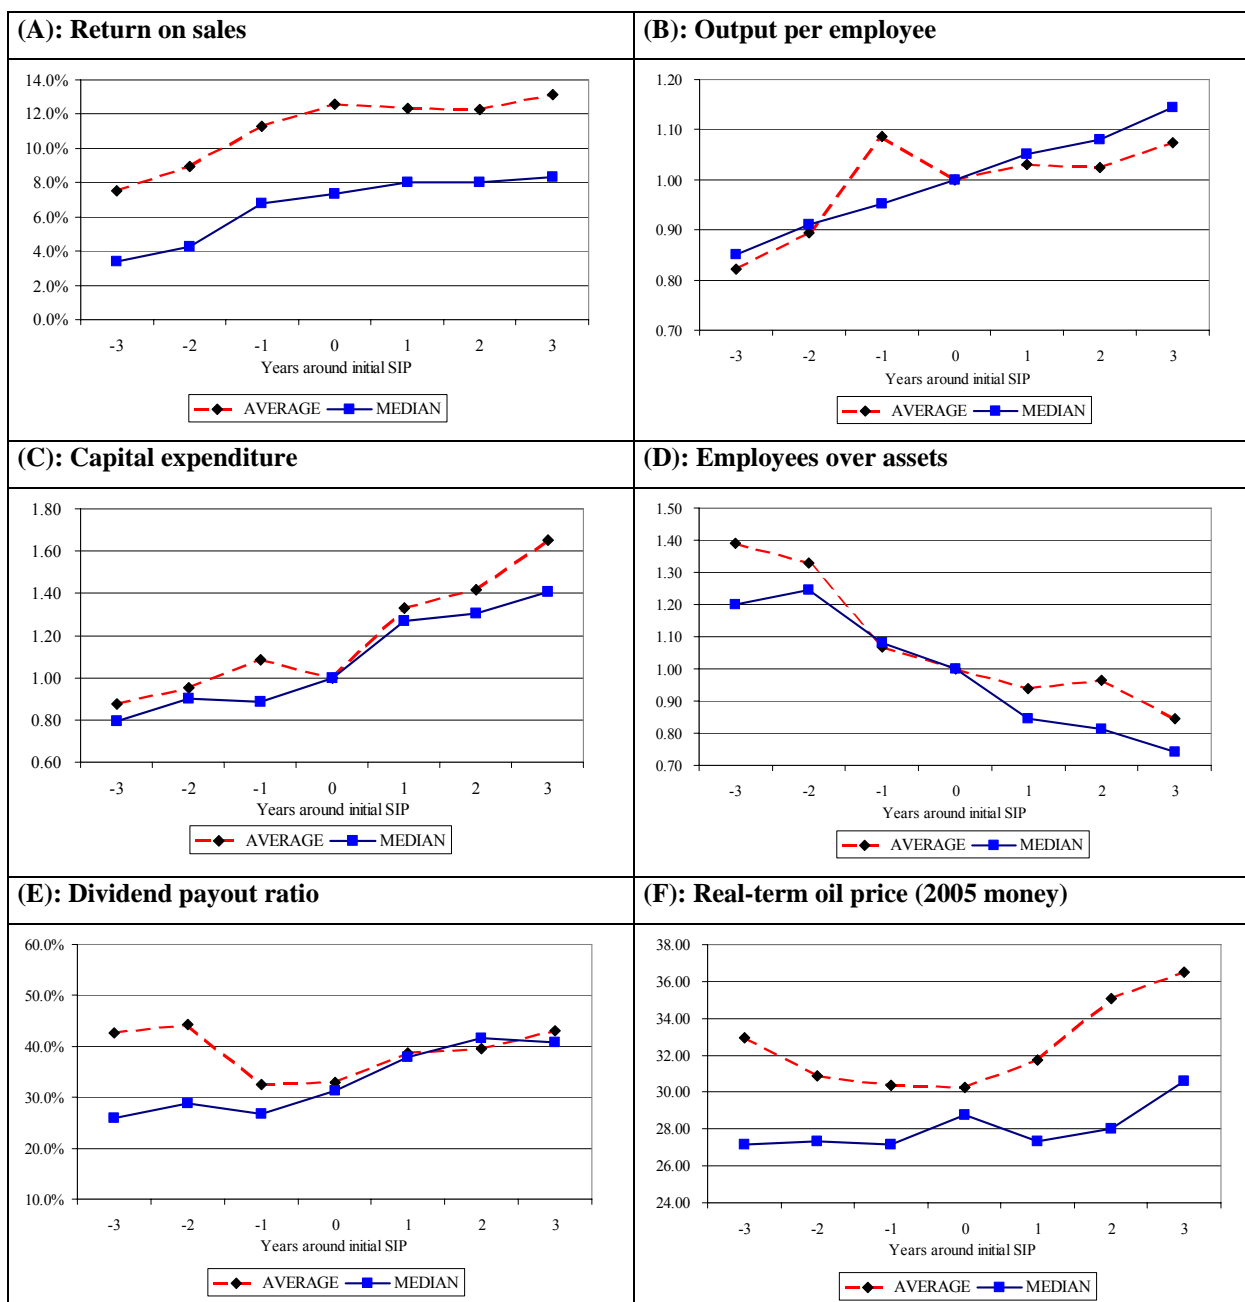 (A): Return on sales
14.0%
12.0%
10.0%
8.0%
6.0%
4.0%
2.0%
0.0%
-3 -2 -1 0 1 2 3
Years around initial SIP
AVERAGE MEDIAN
(B): Output per employee
1.20
1.10
1.00
0.90
0.80
0.70
-3 -2 -1 0 1 2 3
Years around initial SIP
AVERAGE MEDIAN
(C): Capital expenditure
1.80
1.60
1.40
1.20
1.00
0.80
0.60
-3 -2 -1 0 1 2 3
Years around initial SIP
AVERAGE MEDIAN
(D): Employees over assets
1.50
1.40
1.30
1.20
1.10
1.00
0.90
0.80
0.70
-3 -2 -1 0 1 2 3
Years around initial SIP
AVERAGE MEDIAN
(E): Dividend payout ratio
60.0%
50.0%
40.0%
30.0%
20.0%
10.0%
-3 -2 -1 0 1 2 3
Years around initial SIP
AVERAGE MEDIAN
(F): Real-term oil price (2005 money)
38.00
36.00
34.00
32.00
30.00
28.00
26.00
24.00
-3 -2 -1 0 1 2 3
Years around initial SIP
AVERAGE MEDIAN